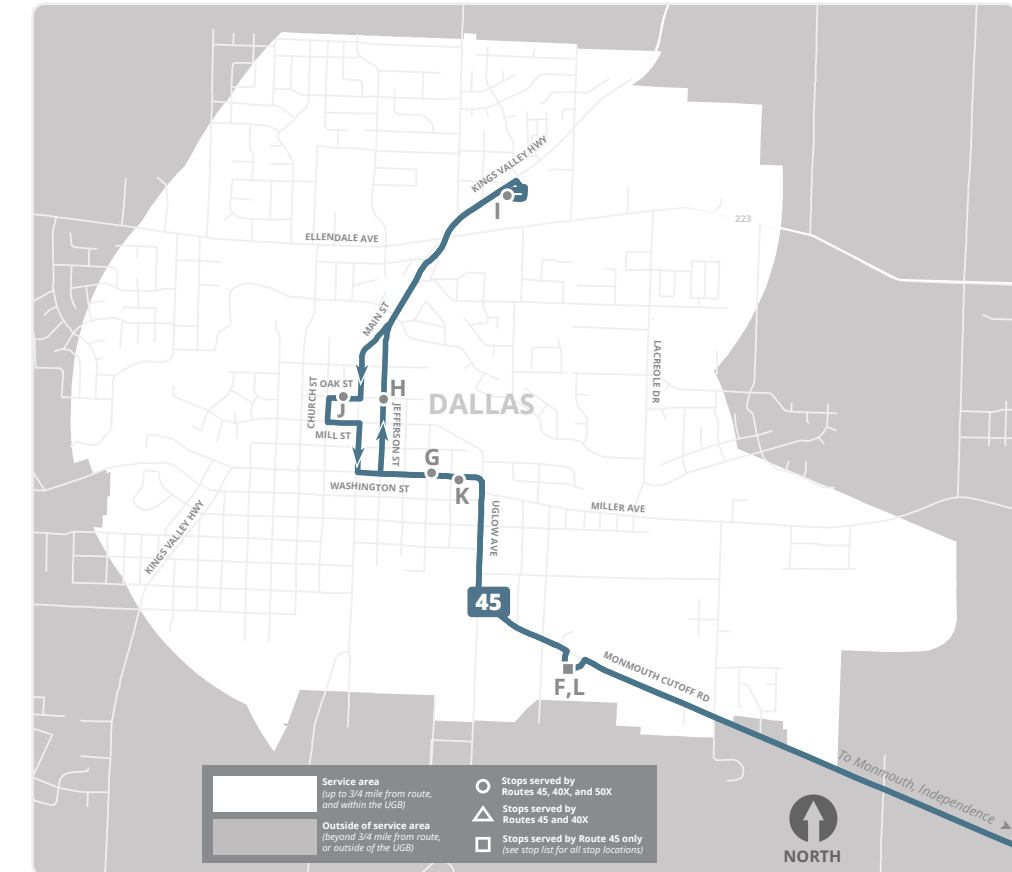 KINGS VALLEY HWY
I
223
ELLENDALE AVE
MAIN ST
LACREOLE DR
CHURCH ST
OAK ST
J
H
DALLAS
JEFFERSON ST
MILL ST
G
WASHINGTON ST
K
MILLER AVE
UGLOW AVE
KINGS VALLEY HWY
45
F,L
MONMOUTH CUTOFF RD
To Monmouth, Independence
Service area
(up to 3/4 mile from route,
and within the UGB)
Outside of service area
(beyond 3/4 mile from route,
or outside of the UGB)
Stops served by
Routes 45, 40X, and 50X
Stops served by
Routes 45 and 40X
Stops served by Route 45 only
(see stop list for all stop locations)
NORTH